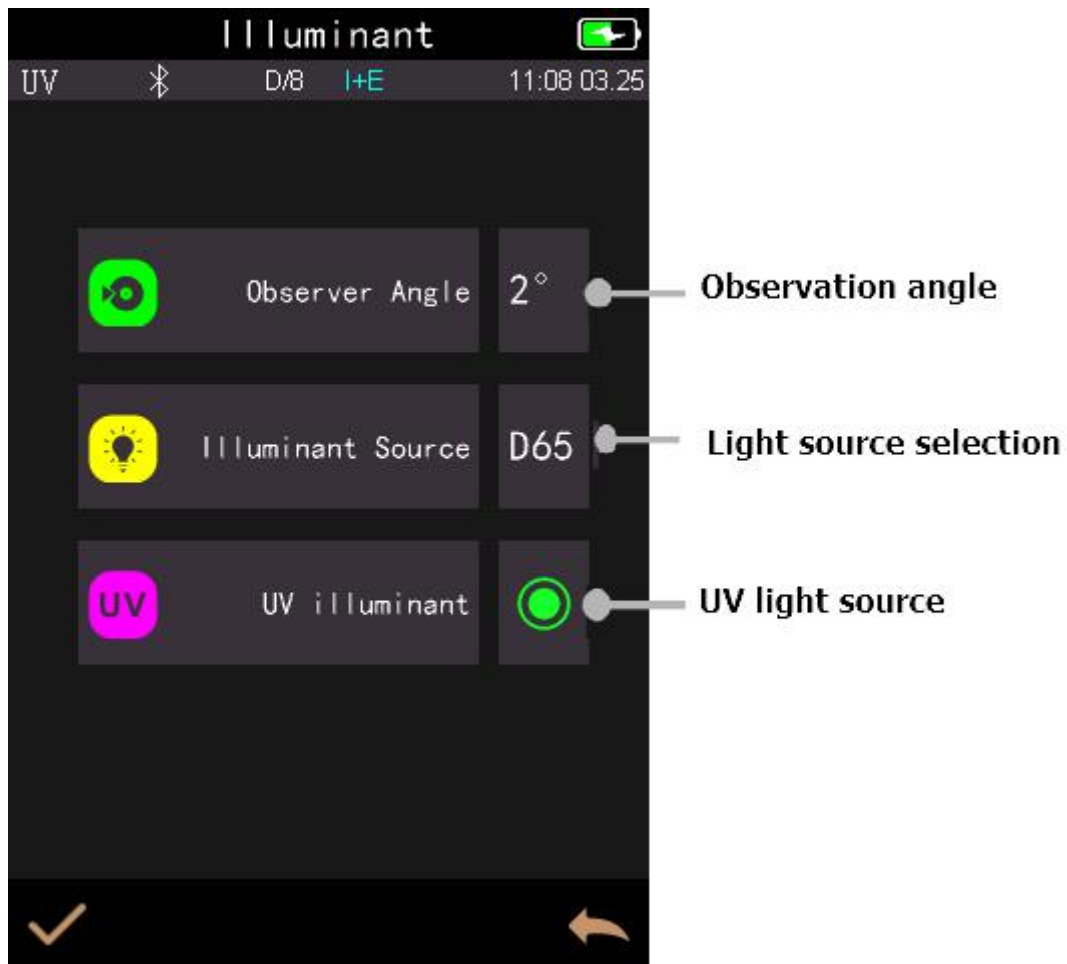 Illuminant
UV D/8 I+E 11:08 03.25
Observer Angle 2° Observation angle
Illuminant Source D65 Light source selection
UV UV illuminant UV light source